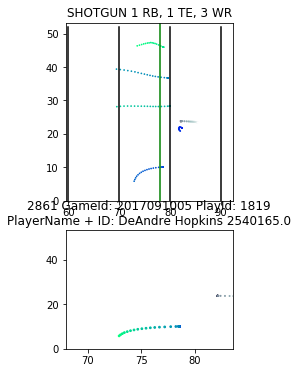 SHOTGUN 1 RB, 1 TE, 3 WR
50
40
30
20
10
0
60 70 80 90
2861 GameId: 2017091005 PlayId: 1819
PlayerName + ID: DeAndre Hopkins 2540165.0
40
20
0
70 75 80